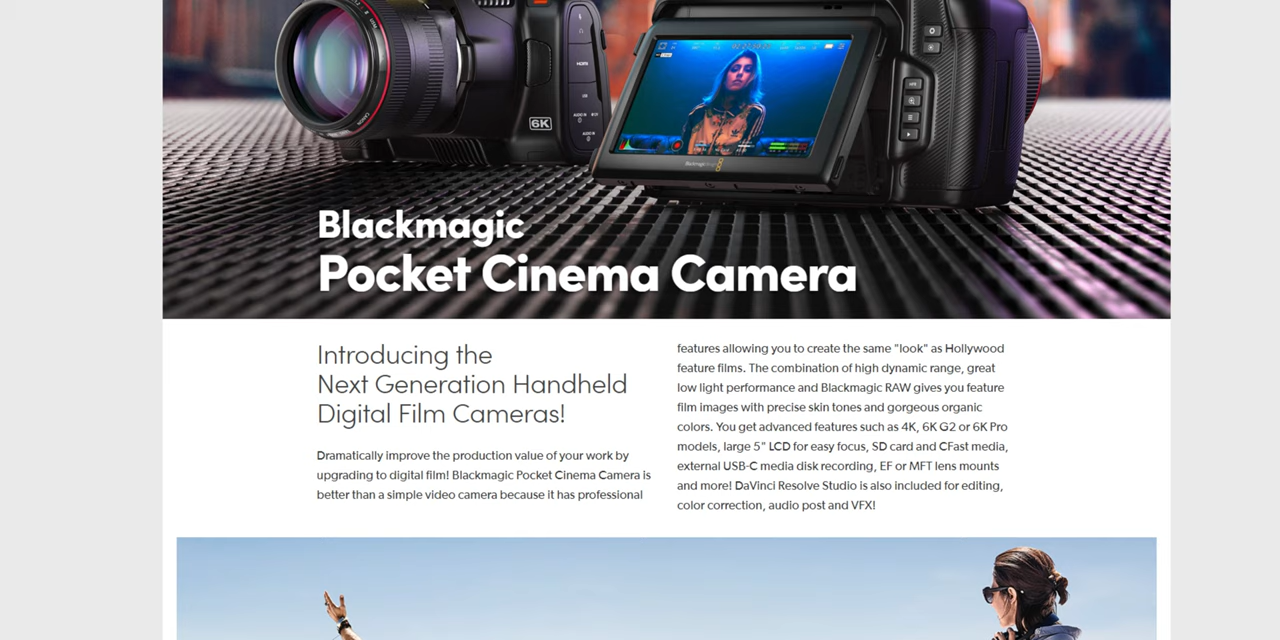 HDMI
USB
6K
Blackmagic
Pocket Cinema Camera
Introducing the
Next Generation Handheld
Digital Film Cameras!
Dramatically improve the production value of your work by
upgrading to digital film! Blackmagic Pocket Cinema Camera is
better than a simple video camera because it has professional
features allowing you to create the same "look" as Hollywood
feature films. The combination of high dynamic range, great
low light performance and Blackmagic RAW gives you feature
film images with precise skin tones and gorgeous organic
colors. You get advanced features such as 4K, 6K G2 or 6K Pro
models, large 5" LCD for easy focus, SD card and CFast media,
external USB-C media disk recording, EF or MFT lens mounts
and more! DaVinci Resolve Studio is also included for editing,
color correction, audio post and VFX!